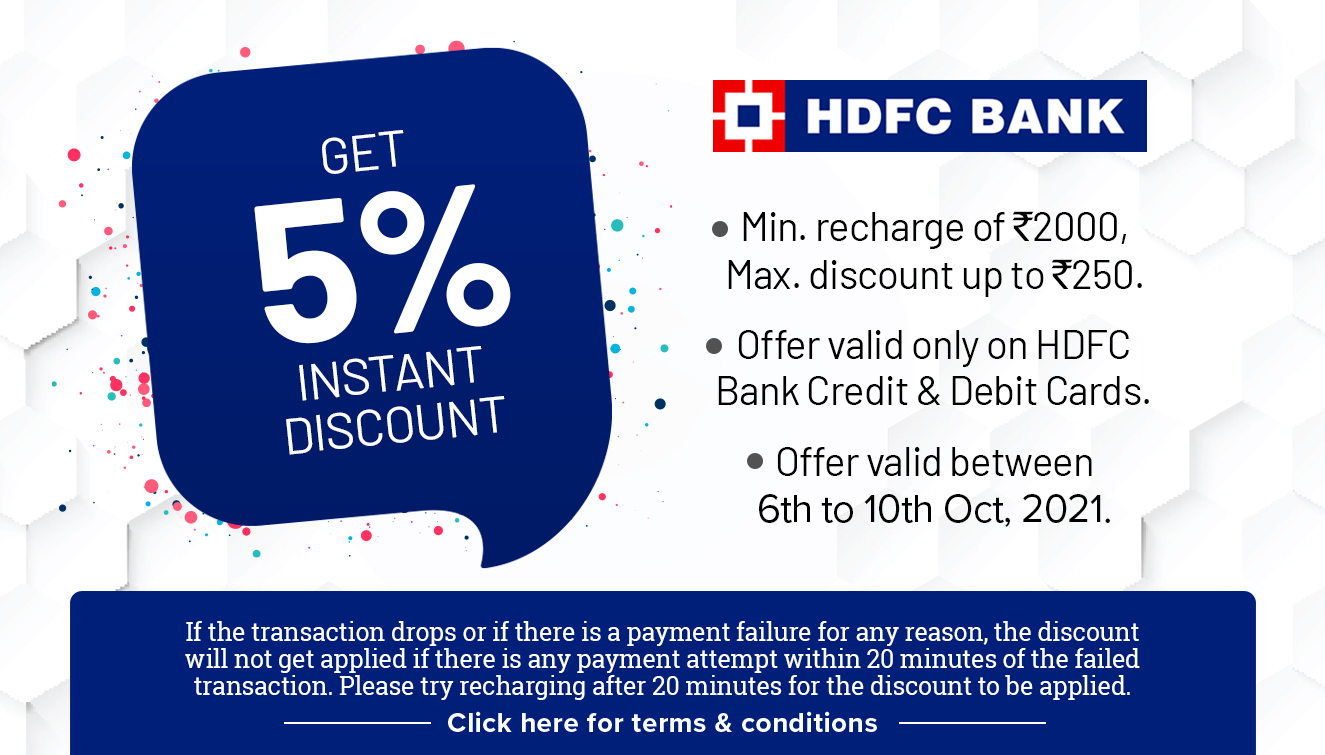 GET
5%
INSTANT
DISCOUNT
HDFC BANK
• Min. recharge of ₹2000,
Max. discount up to ₹250.
• Offer valid only on HDFC
Bank Credit & Debit Cards.
• Offer valid between
6th to 10th Oct, 2021.
If the transaction drops or if there is a payment failure for any reason, the discount
will not get applied if there is any payment attempt within 20 minutes of the failed
transaction. Please try recharging after 20 minutes for the discount to be applied.
Click here for terms & conditions